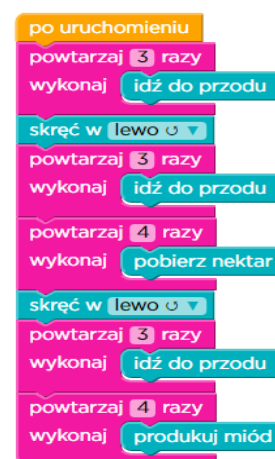 po uruchomieniu
powtarzaj 3 razy
wykonaj idź do przodu
skręć w lewo ↺ ▼
powtarzaj 3 razy
wykonaj idź do przodu
powtarzaj 4 razy
wykonaj pobierz nektar
skręć w lewo ↺ ▼
powtarzaj 3 razy
wykonaj idź do przodu
powtarzaj 4 razy
wykonaj produkuj miód